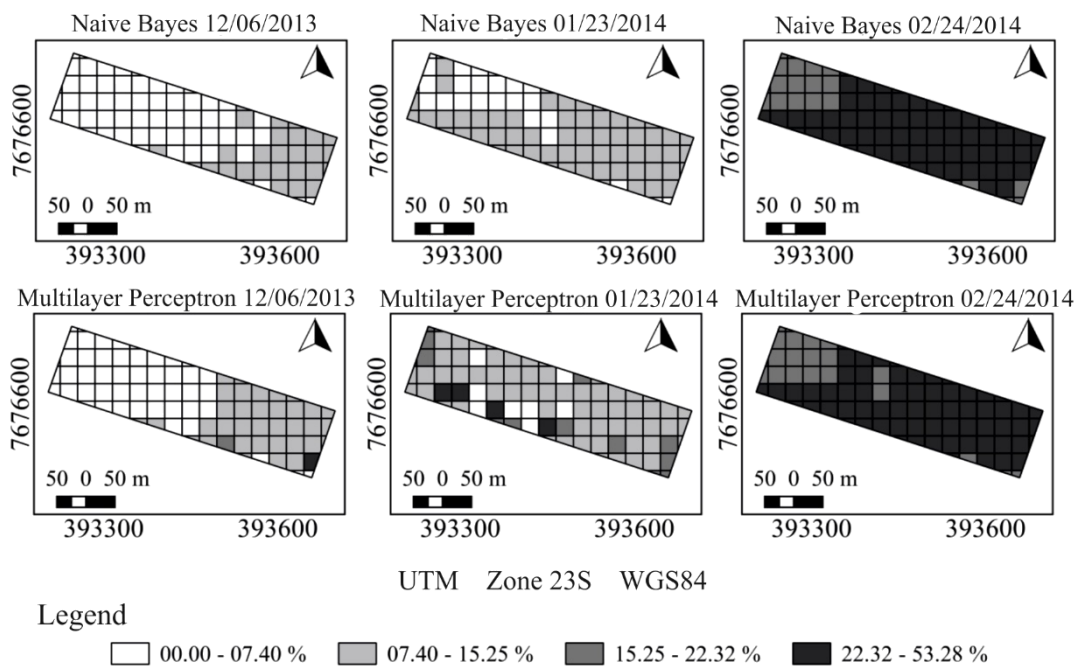 Naive Bayes 12/06/2013 Naive Bayes 01/23/2014 Naive Bayes 02/24/2014
7676600 7676600 7676600
50 0 50 m 50 0 50 m 50 0 50 m
393300 393600 393300 393600 393300 393600
Multilayer Perceptron 12/06/2013 Multilayer Perceptron 01/23/2014 Multilayer Perceptron 02/24/2014
7676600 7676600 7676600
50 0 50 m 50 0 50 m 50 0 50 m
393300 393600 393300 393600 393300 393600
UTM Zone 23S WGS84
Legend
00.00 - 07.40 % 07.40 - 15.25 % 15.25 - 22.32 % 22.32 - 53.28 %